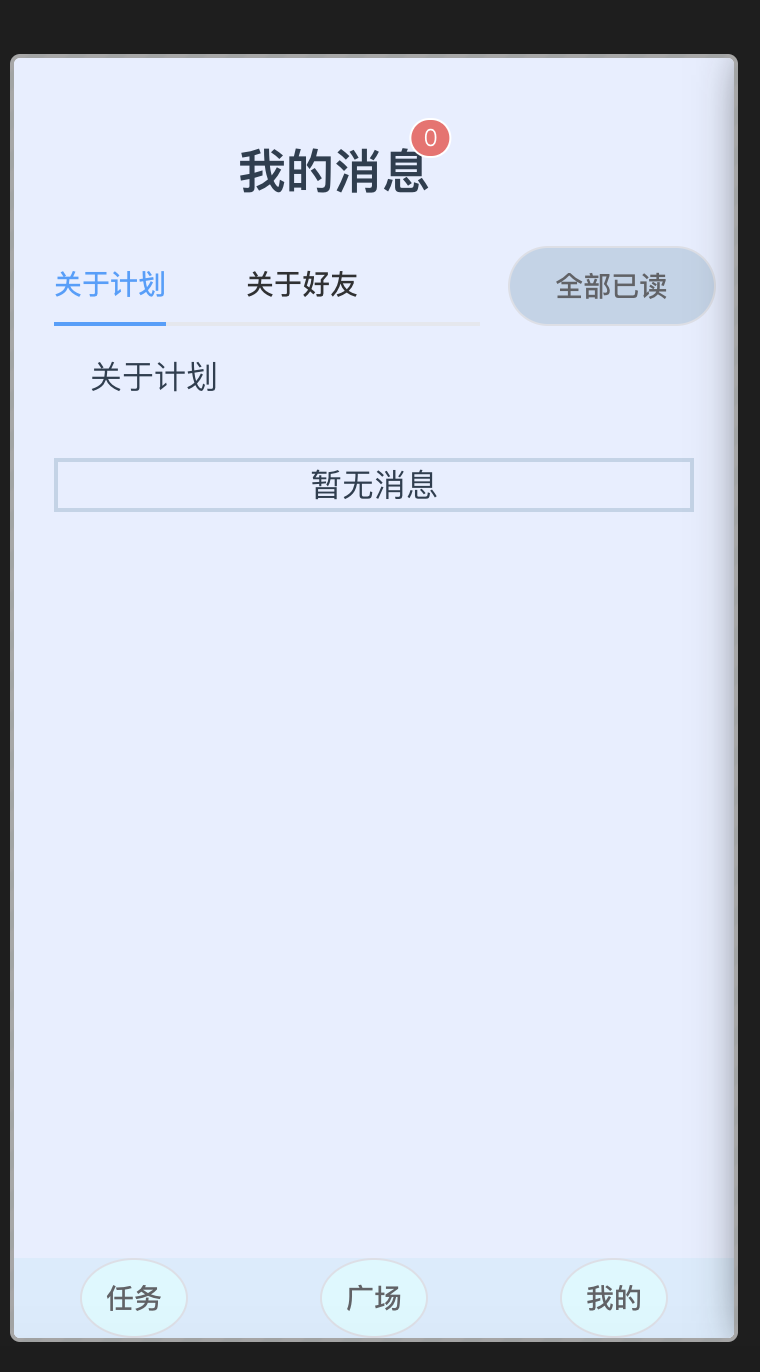 0
我的消息
关于计划 关于好友 全部已读
关于计划
暂无消息
任务 广场 我的